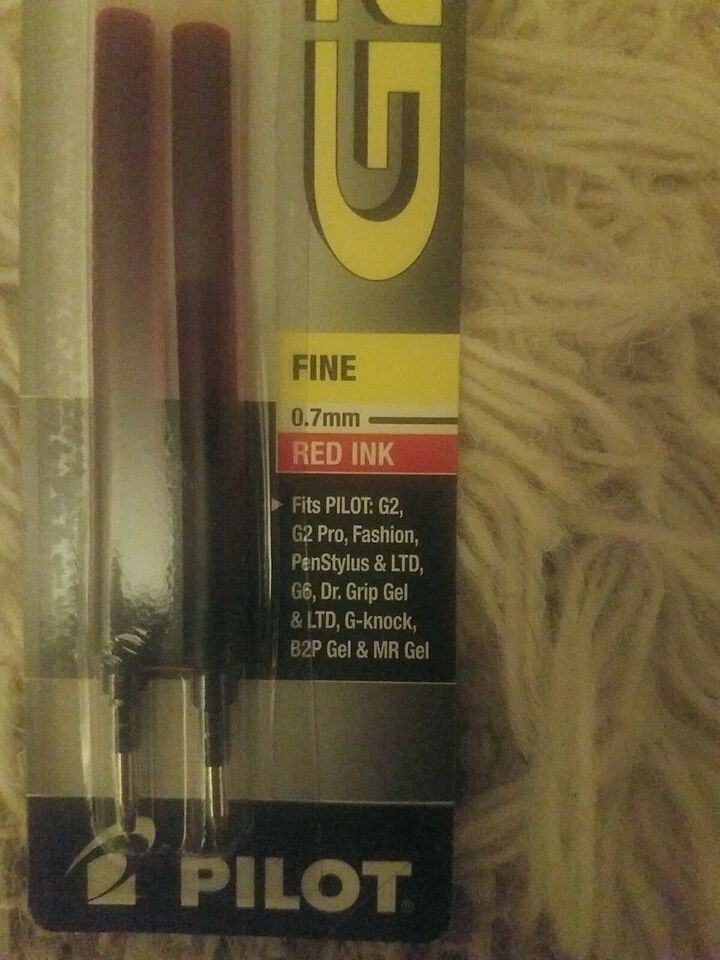 G2
FINE
0.7mm
RED INK
Fits PILOT: G2,
G2 Pro, Fashion,
PenStylus & LTD,
G6, Dr. Grip Gel
& LTD, G-knock,
B2P Gel & MR Gel
PILOT